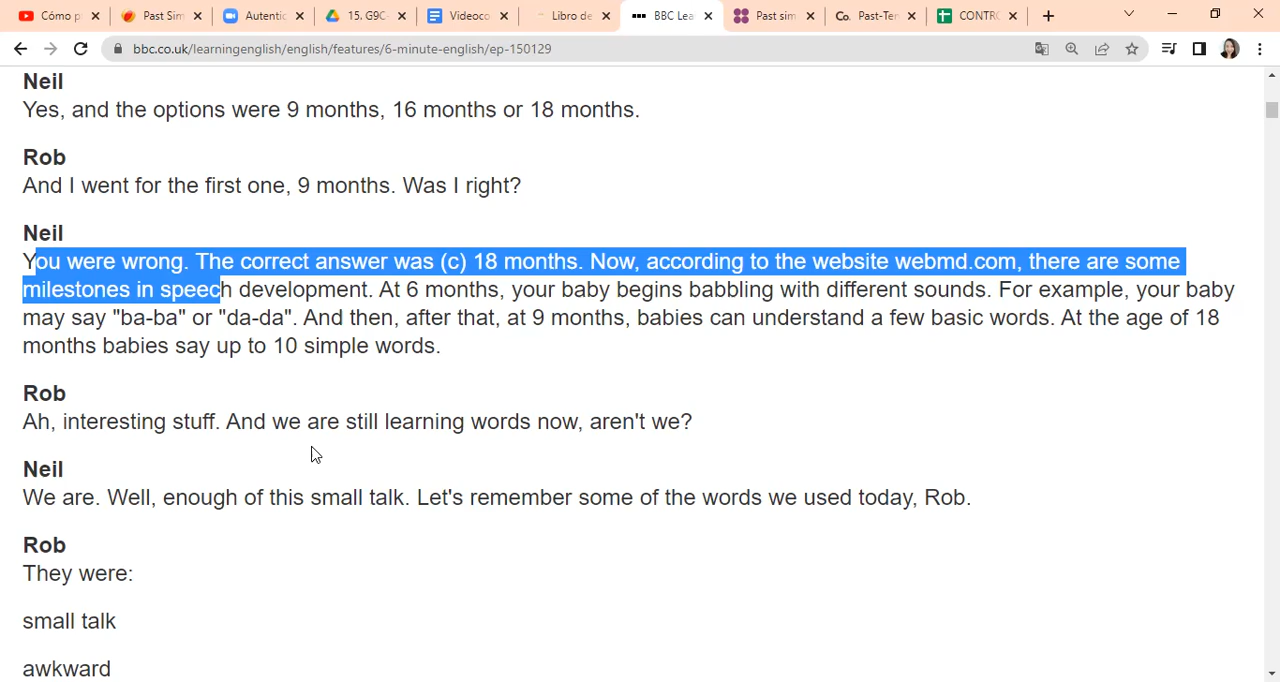 Cómo p
Past Sim
Autentic
15. G9C
Videoco
Libro de
BBC Lea
Past sim
Co. Past-Ter
CONTRO
bbc.co.uk/learningenglish/english/features/6-minute-english/ep-150129
Neil
Yes, and the options were 9 months, 16 months or 18 months.
Rob
And I went for the first one, 9 months. Was I right?
Neil
You were wrong. The correct answer was (c) 18 months. Now, according to the website webmd.com, there are some
milestones in speech development. At 6 months, your baby begins babbling with different sounds. For example, your baby
may say "ba-ba" or "da-da". And then, after that, at 9 months, babies can understand a few basic words. At the age of 18
months babies say up to 10 simple words.
Rob
Ah, interesting stuff. And we are still learning words now, aren't we?
Neil
We are. Well, enough of this small talk. Let's remember some of the words we used today, Rob.
Rob
They were:
small talk
awkward